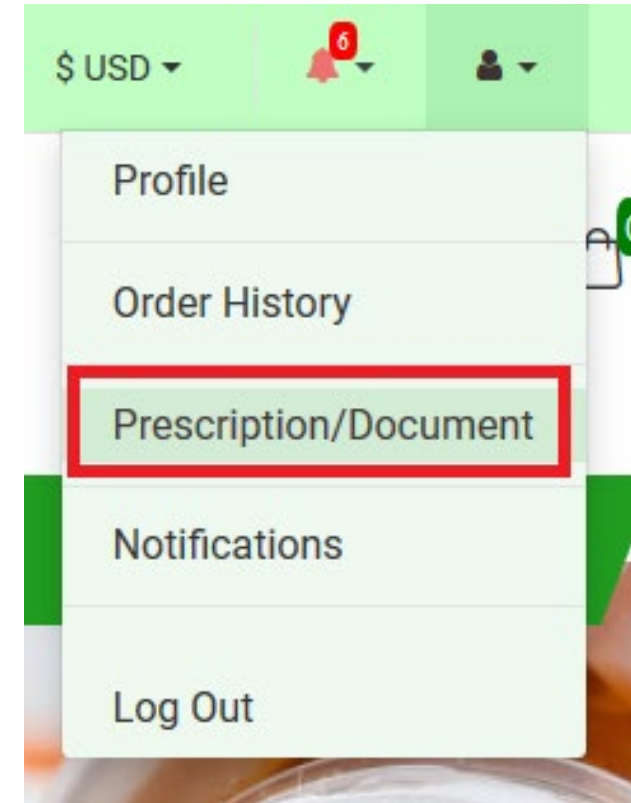 $ USD
6
Profile
Order History
Prescription/Document
Notifications
Log Out